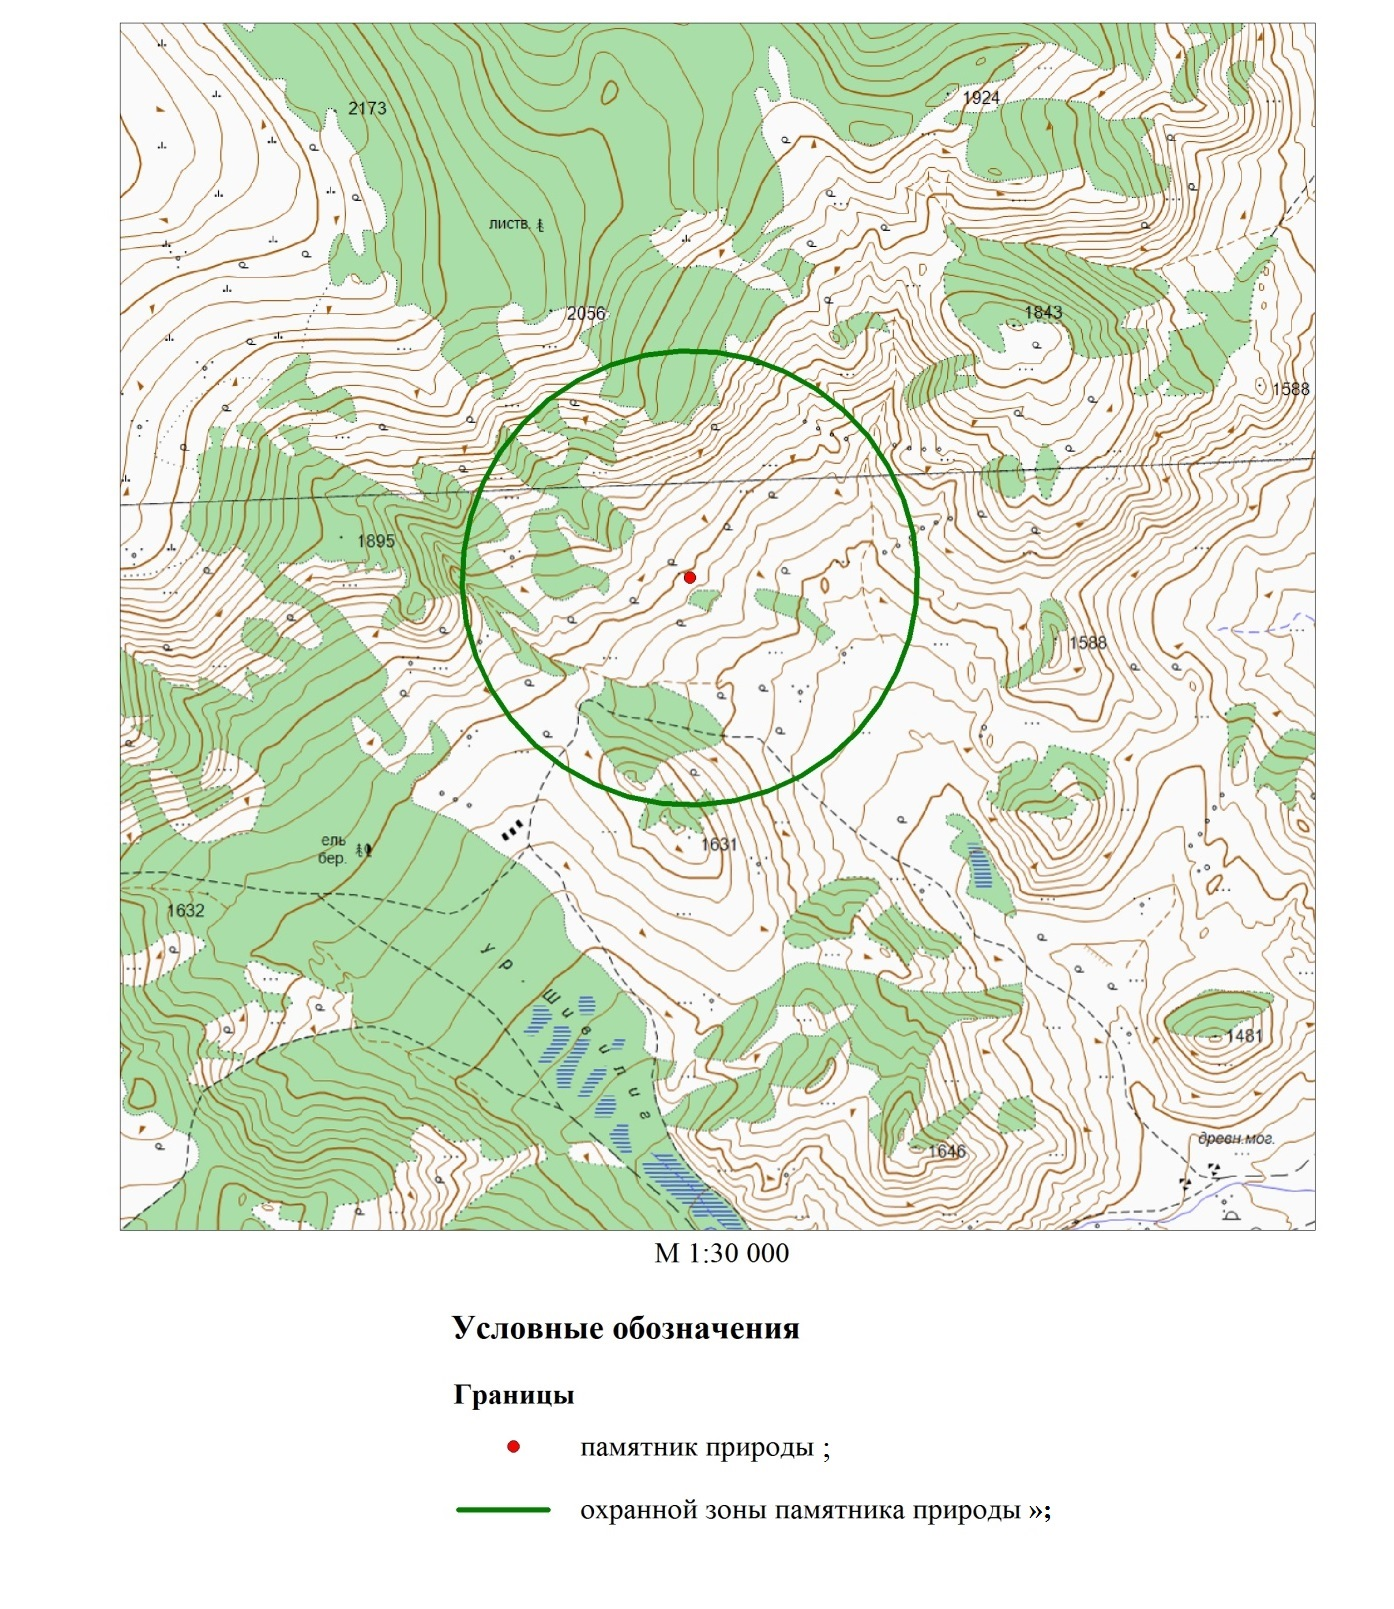 2173
1924
листв.
2056
1843
1588
1895
1588
1631
ель
бер.
1632
ур. Шивилиг
1481
1646
древн.мог.
М 1:30 000
Условные обозначения
Границы
памятник природы ;
охранной зоны памятника природы »;